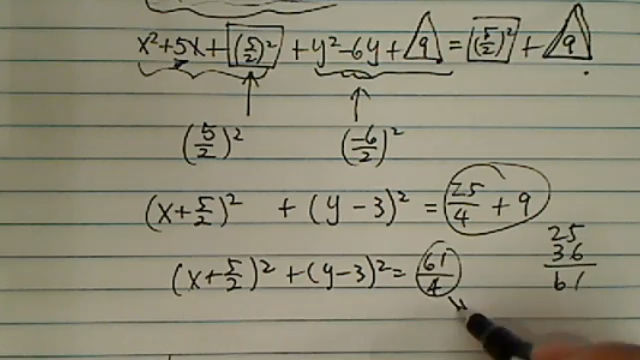 x²+5x+(5/2)² + y²-6y+9 = (5/2)² + 9
(5/2)² (-6/2)²
(x+5/2)² + (y-3)² = 25/4 + 9
25
36
61
(x+5/2)² + (y-3)² = 61/4